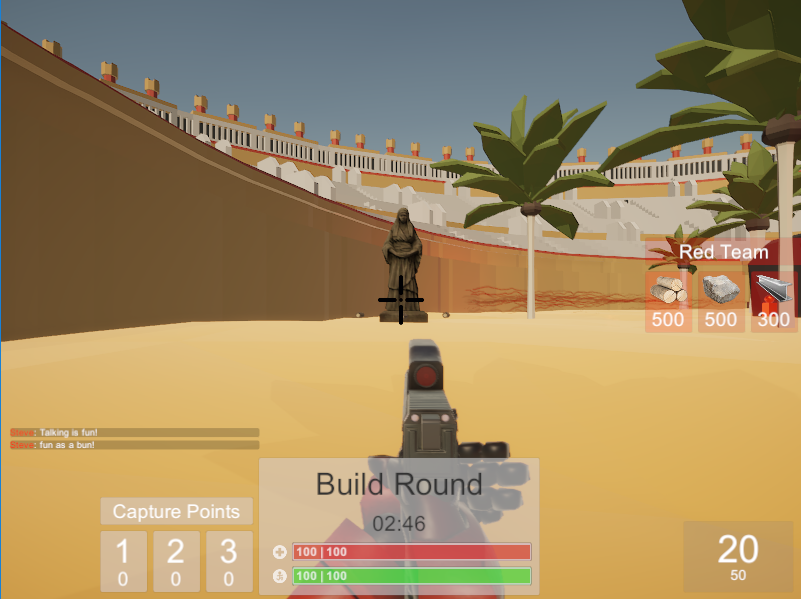 Red Team
500 500 300
Steve: Talking is fun!
Steve: fun as a bun!
Build Round
02:46
Capture Points
1 2 3
0 0 0
100 | 100
100 | 100
20
50